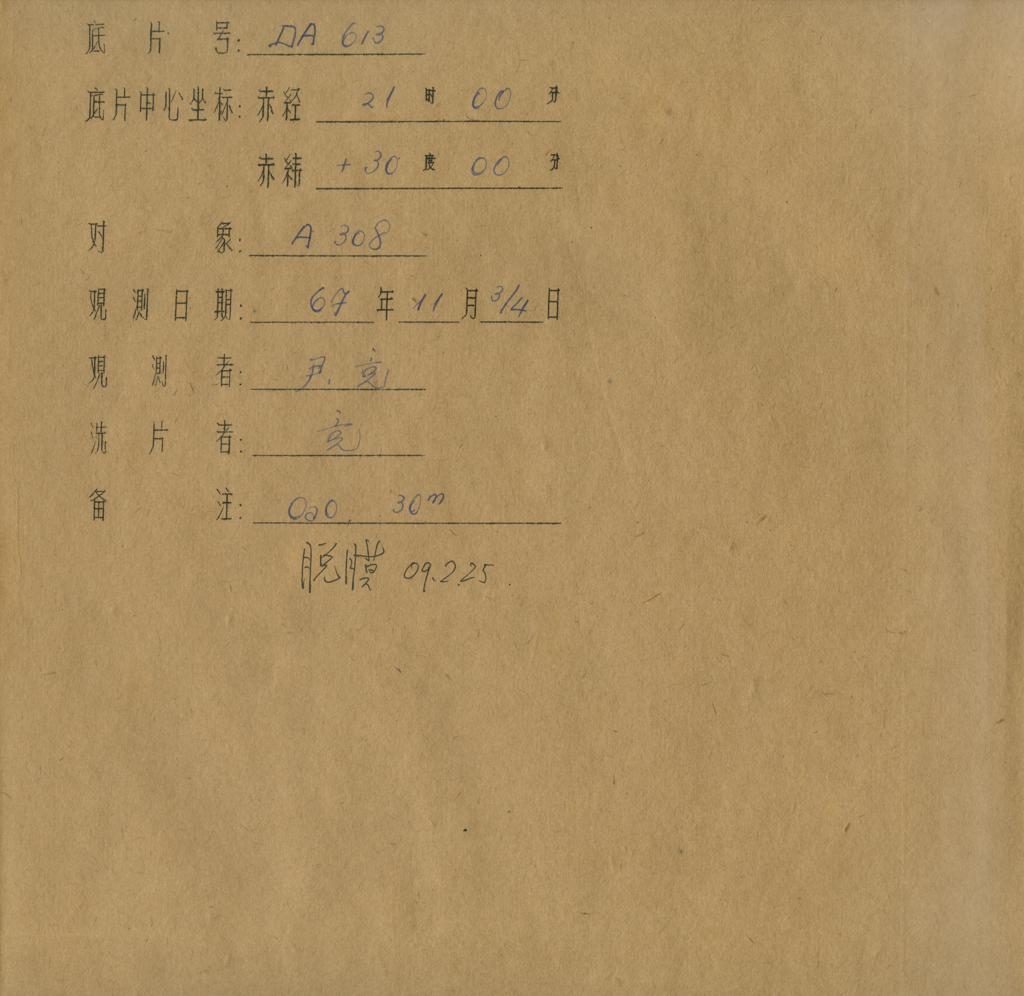 底片号: DA 613
底片中心坐标: 赤经 21 时 00 分
赤纬 +30 度 00 分
对象: A 308
观测日期: 67 年 11 月 3/4 日
观测者: 尹、竞
洗片者: 竞
备注: OaO, 30m
脱膜 09.2.25